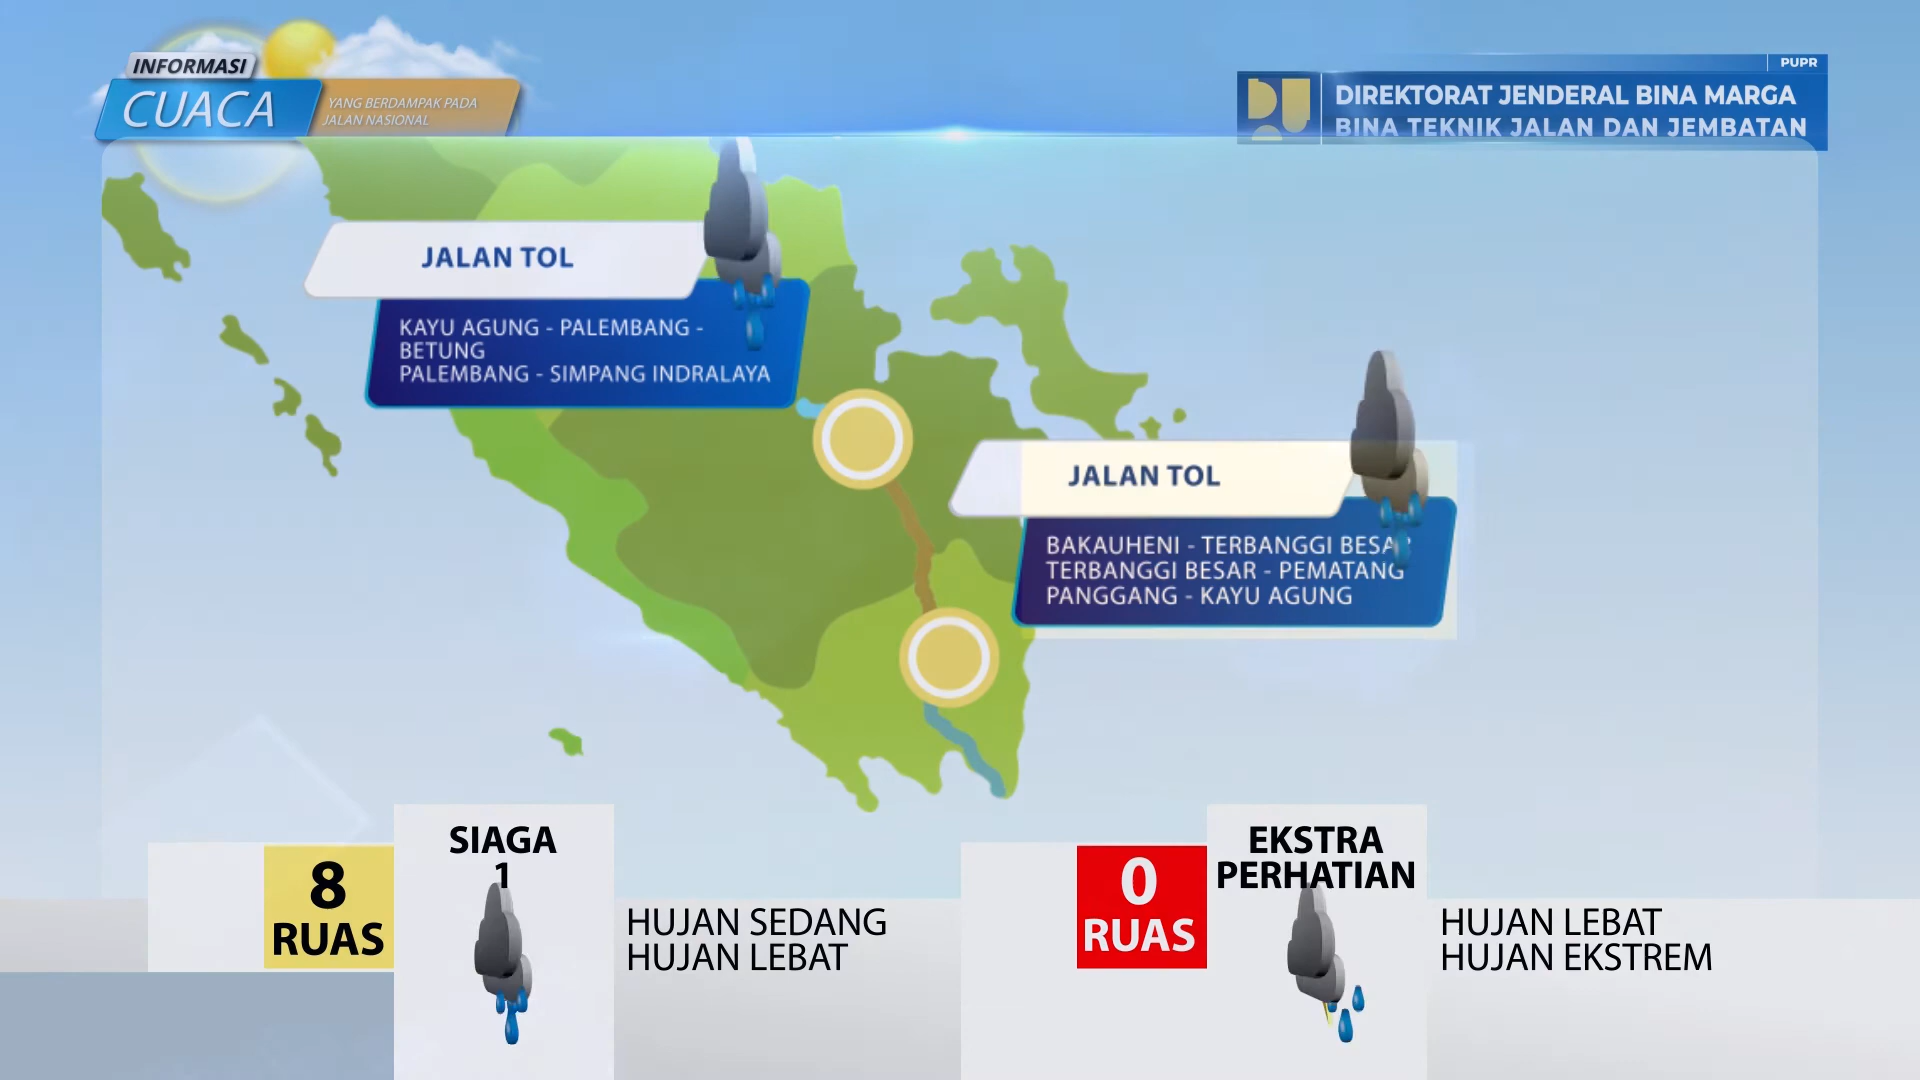 INFORMASI
CUACA
YANG BERDAMPAK PADA
JALAN NASIONAL
PUPR
DIREKTORAT JENDERAL BINA MARGA
BINA TEKNIK JALAN DAN JEMBATAN
JALAN TOL
KAYU AGUNG - PALEMBANG -
BETUNG
PALEMBANG - SIMPANG INDRALAYA
JALAN TOL
BAKAUHENI - TERBANGGI BESAR
TERBANGGI BESAR - PEMATANG
PANGGANG - KAYU AGUNG
8
RUAS
SIAGA
1
HUJAN SEDANG
HUJAN LEBAT
0
RUAS
EKSTRA
PERHATIAN
HUJAN LEBAT
HUJAN EKSTREM